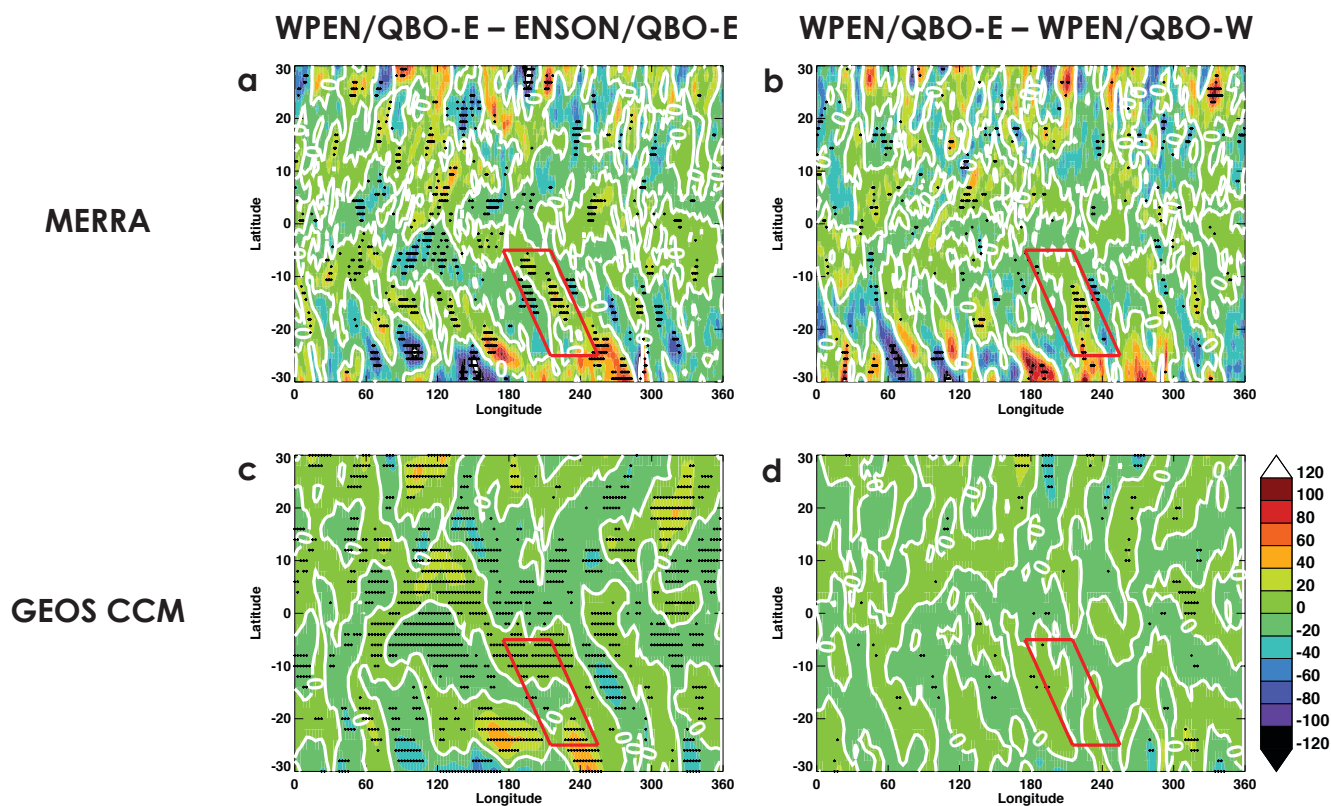 WPEN/QBO-E – ENSON/QBO-E
WPEN/QBO-E – WPEN/QBO-W
MERRA
GEOS CCM
a
30
20
10
0
-10
-20
-30
Latitude
0 60 120 180 240 300 360
Longitude
b
30
20
10
0
-10
-20
-30
Latitude
0 60 120 180 240 300 360
Longitude
c
30
20
10
0
-10
-20
-30
Latitude
0 60 120 180 240 300 360
Longitude
d
30
20
10
0
-10
-20
-30
Latitude
0 60 120 180 240 300 360
Longitude
120
100
80
60
40
20
0
-20
-40
-60
-80
-100
-120